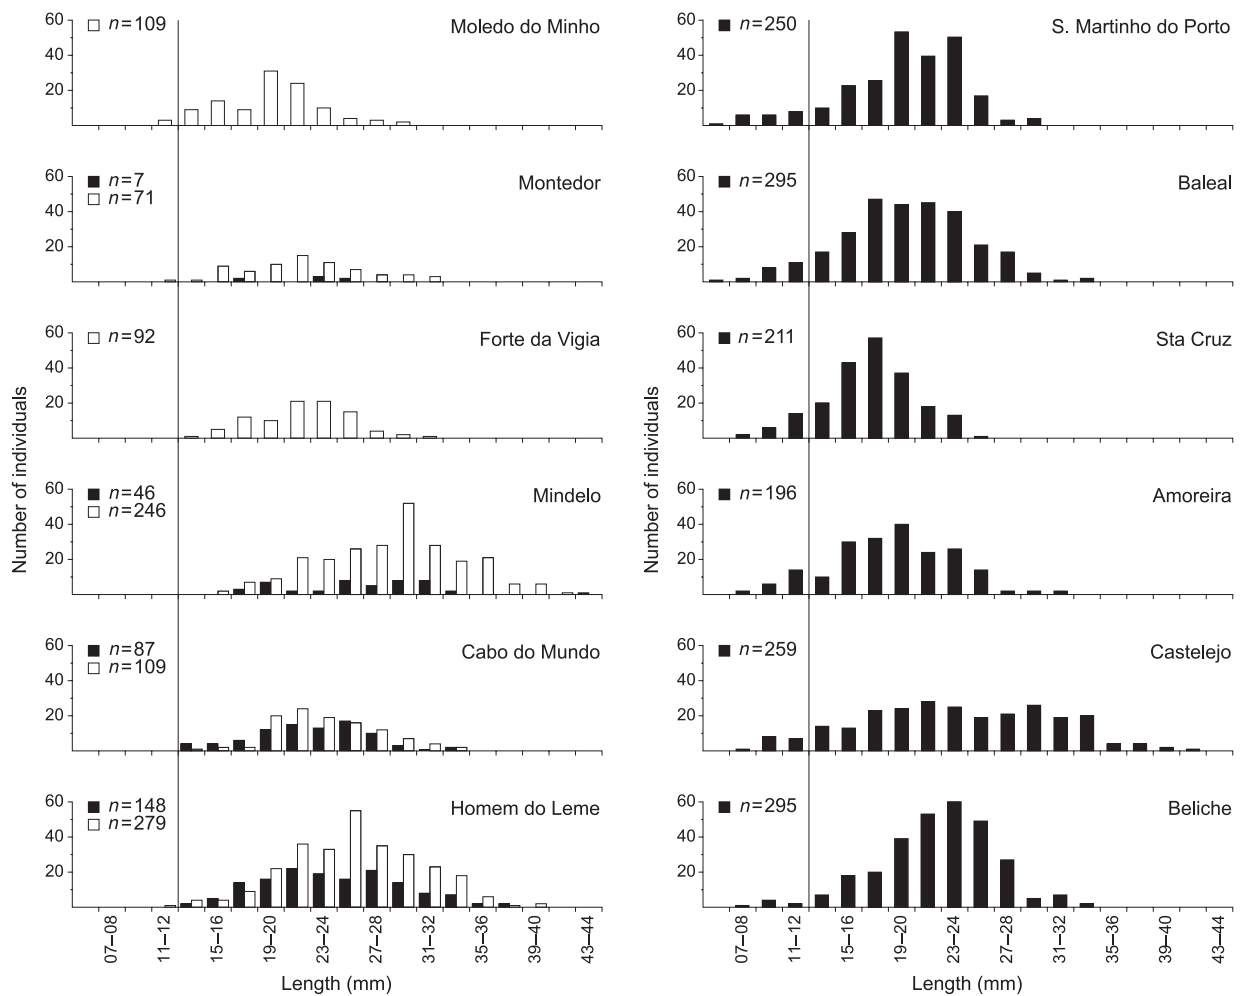 60
40
20
n=109
Moledo do Minho
60
40
20
n=7
n=71
Montedor
60
40
20
n=92
Forte da Vigia
60
40
20
n=46
n=246
Mindelo
60
40
20
n=87
n=109
Cabo do Mundo
60
40
20
n=148
n=279
Homem do Leme
Number of individuals
07–08
11–12
15–16
19–20
23–24
27–28
31–32
35–36
39–40
43–44
Length (mm)
60
40
20
n=250
S. Martinho do Porto
60
40
20
n=295
Baleal
60
40
20
n=211
Sta Cruz
60
40
20
n=196
Amoreira
60
40
20
n=259
Castelejo
60
40
20
n=295
Beliche
Number of individuals
07–08
11–12
15–16
19–20
23–24
27–28
31–32
35–36
39–40
43–44
Length (mm)